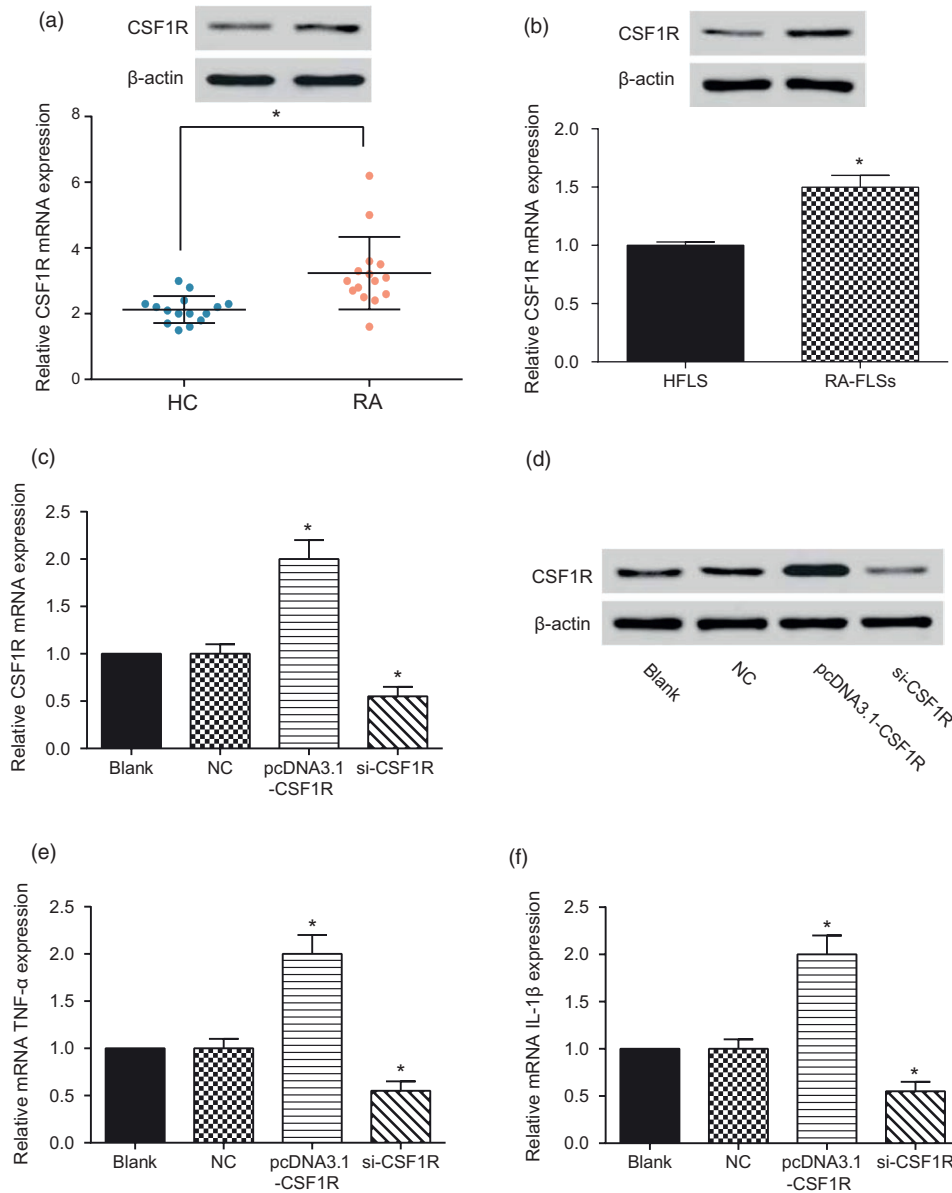 (a)
CSF1R
β-actin
Relative CSF1R mRNA expression
8
6
4
2
0
*
HC
RA
(b)
CSF1R
β-actin
Relative CSF1R mRNA expression
2.0
1.5
1.0
0.5
0.0
*
HFLS
RA-FLSs
(c)
Relative CSF1R mRNA expression
2.5
2.0
1.5
1.0
0.5
0.0
*
*
Blank
NC
pcDNA3.1
-CSF1R
si-CSF1R
(d)
CSF1R
β-actin
Blank
NC
pcDNA3.1-CSF1R
si-CSF1R
(e)
Relative mRNA TNF-α expression
2.5
2.0
1.5
1.0
0.5
0.0
*
*
Blank
NC
pcDNA3.1
-CSF1R
si-CSF1R
(f)
Relative mRNA IL-1β expression
2.5
2.0
1.5
1.0
0.5
0.0
*
*
Blank
NC
pcDNA3.1
-CSF1R
si-CSF1R